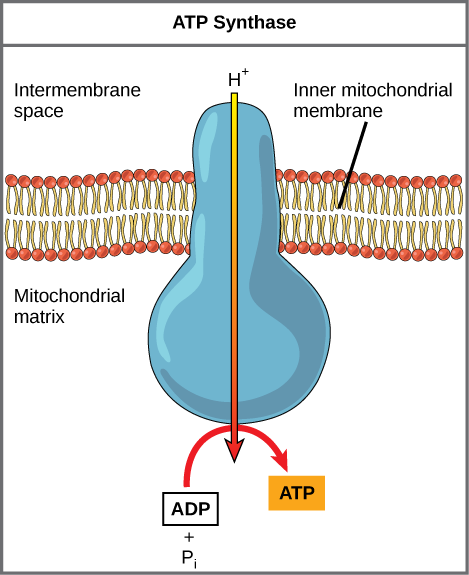 ATP Synthase
H+
Intermembrane
space
Inner mitochondrial
membrane
Mitochondrial
matrix
ADP
+
Pi
ATP